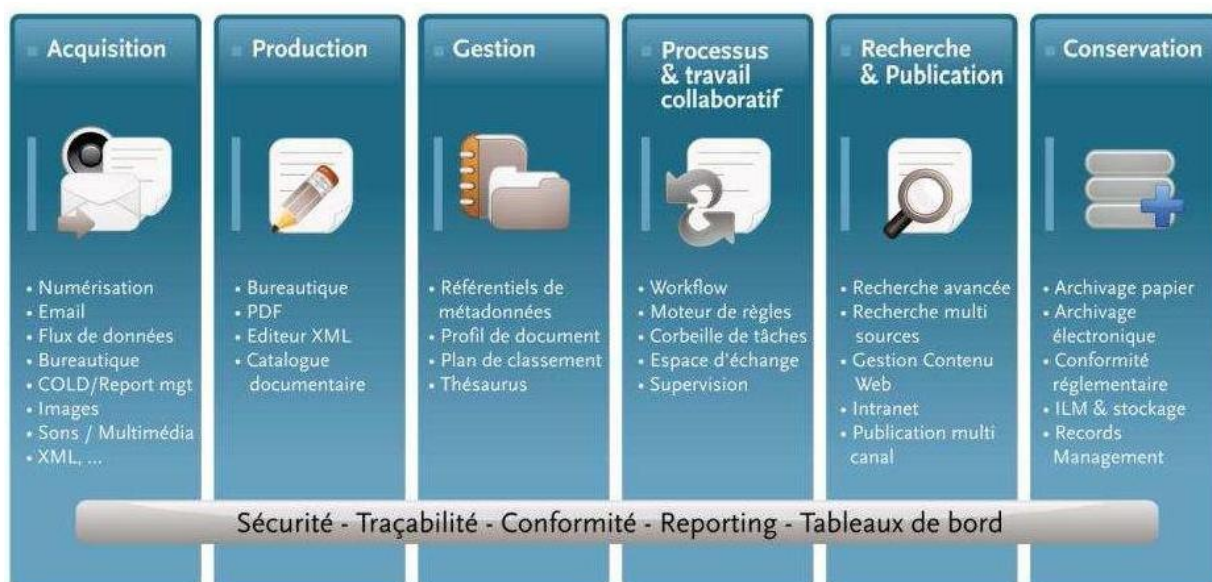 Acquisition
• Numérisation
• Email
• Flux de données
• Bureautique
• COLD/Report mgt
• Images
• Sons / Multimédia
• XML, ...
Production
• Bureautique
• PDF
• Editeur XML
• Catalogue
documentaire
Gestion
• Référentiels de
métadonnées
• Profil de document
• Plan de classement
• Thésaurus
Processus
& travail
collaboratif
• Workflow
• Moteur de règles
• Corbeille de tâches
• Espace d'échange
• Supervision
Recherche
& Publication
• Recherche avancée
• Recherche multi
sources
• Gestion Contenu
Web
• Intranet
• Publication multi
canal
Conservation
• Archivage papier
• Archivage
électronique
• Conformité
réglementaire
• ILM & stockage
• Records
Management
Sécurité - Traçabilité - Conformité - Reporting - Tableaux de bord